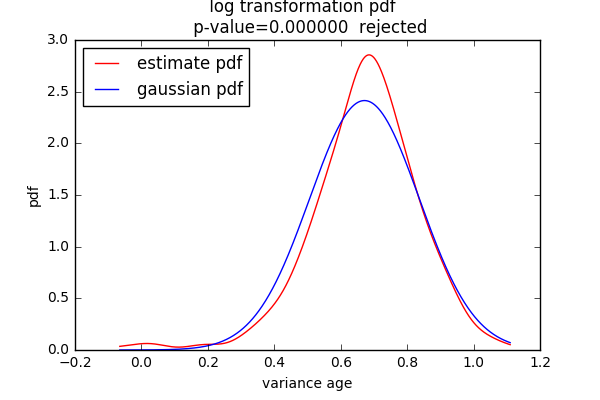 log transformation pdf
p-value=0.000000 rejected
3.0
2.5
2.0
1.5
1.0
0.5
0.0
pdf
estimate pdf
gaussian pdf
−0.2 0.0 0.2 0.4 0.6 0.8 1.0 1.2
variance age